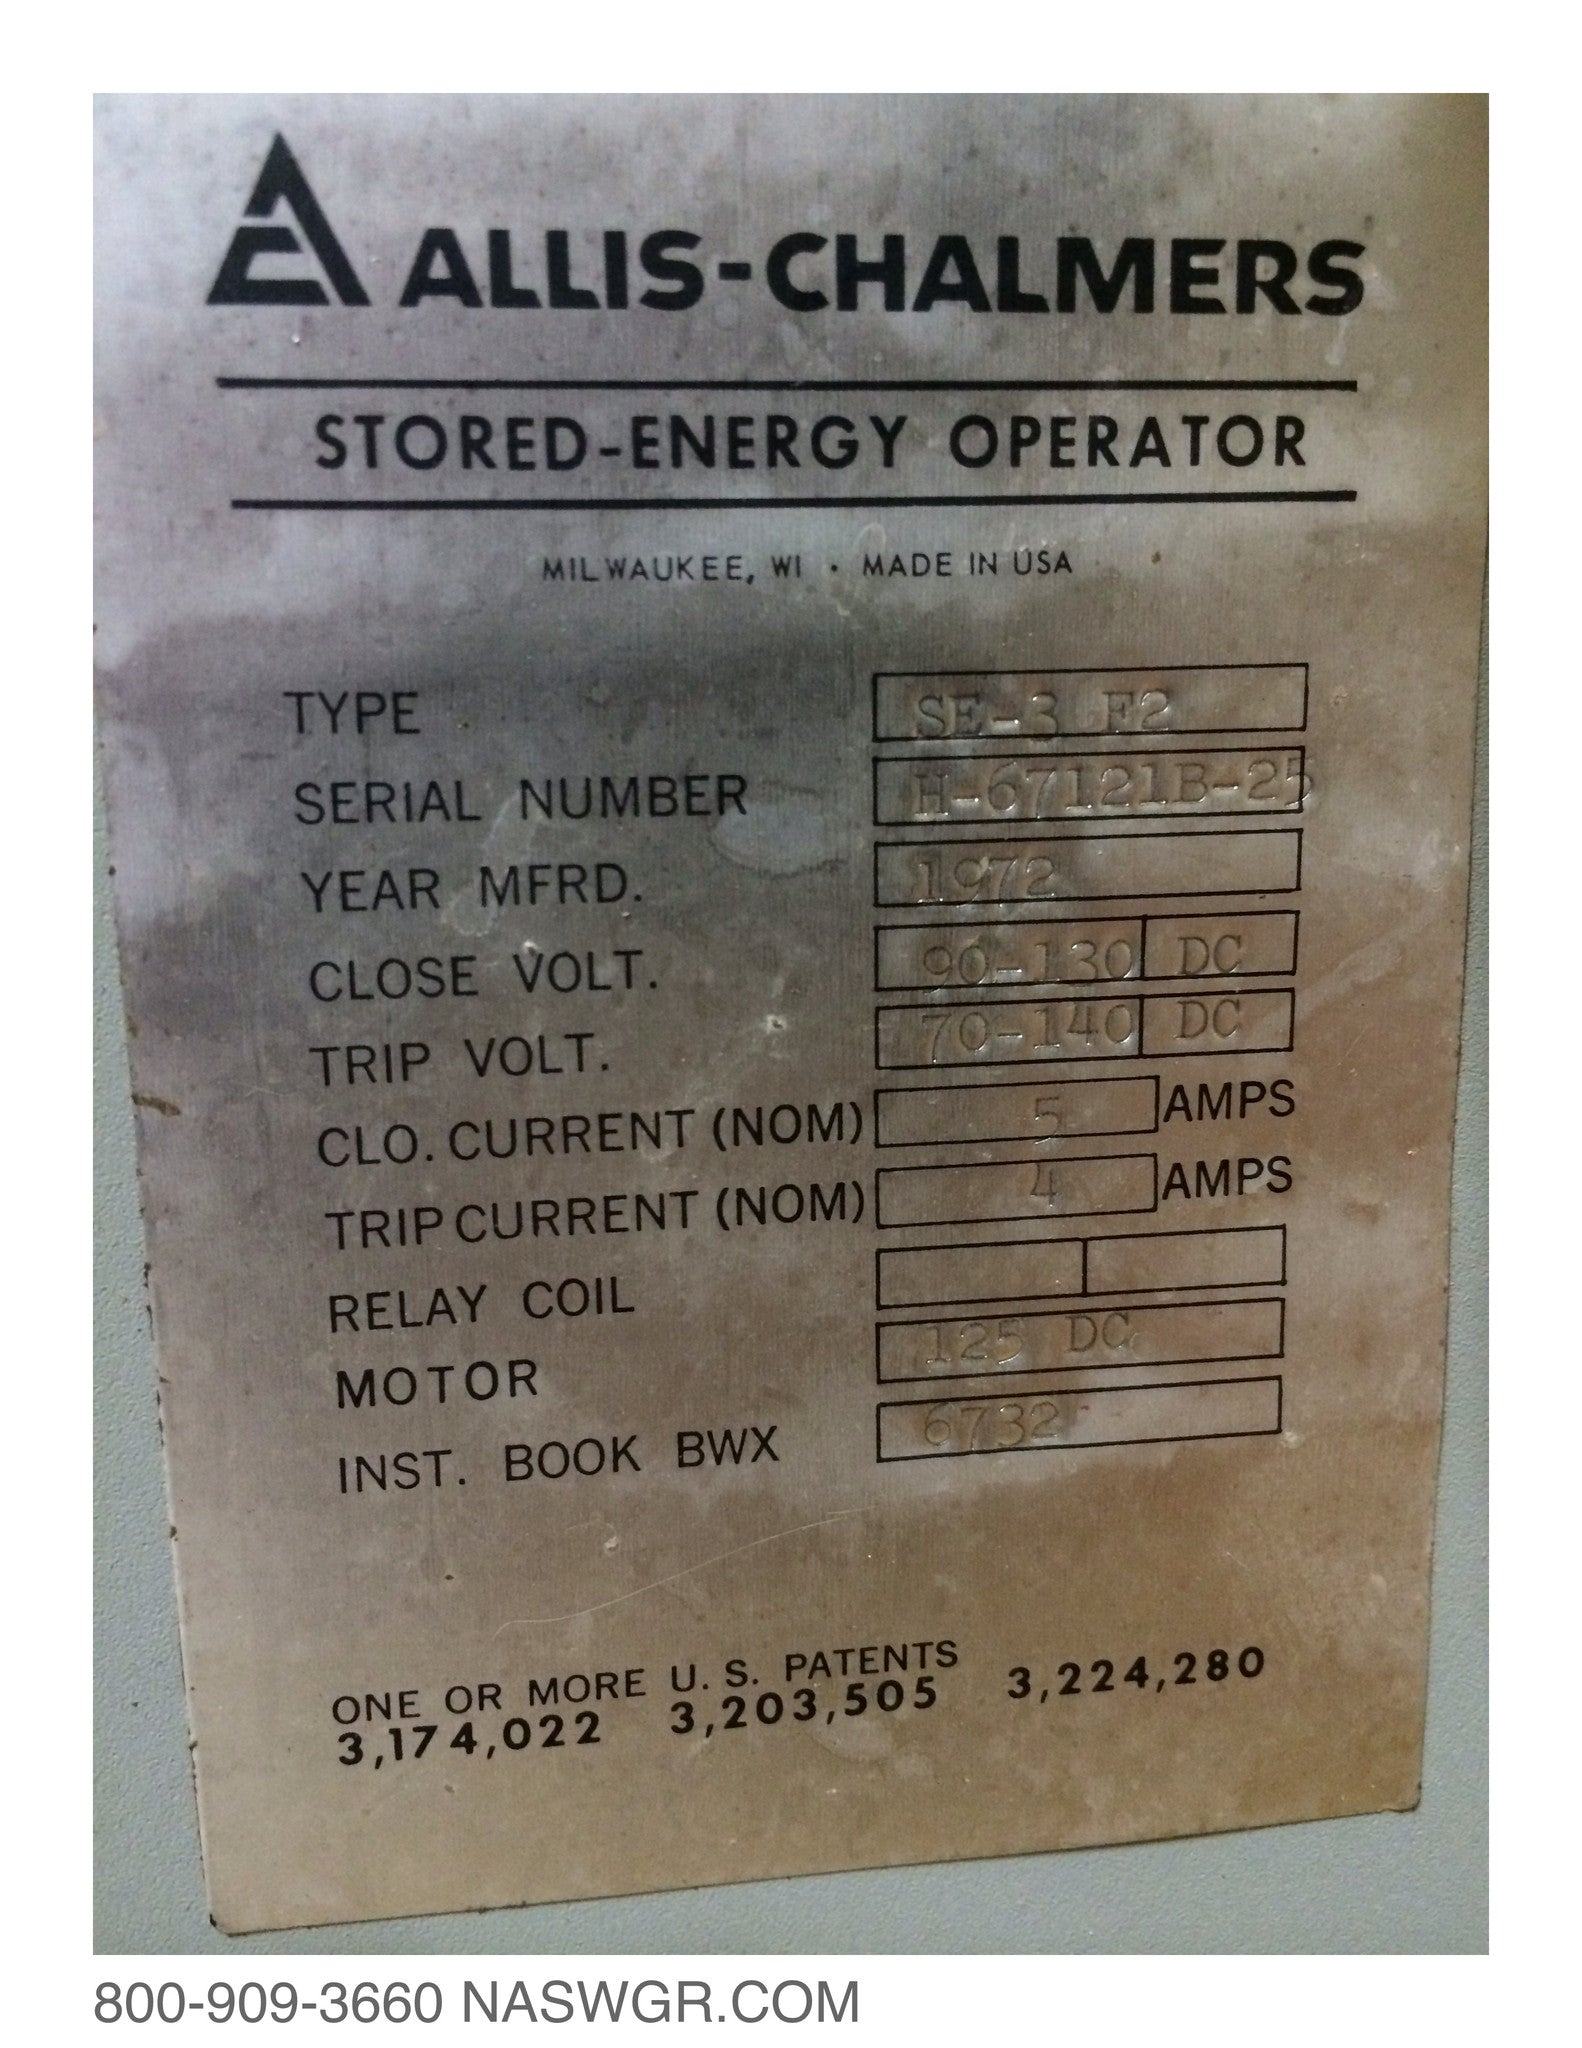 ALLIS-CHALMERS
STORED-ENERGY OPERATOR
MILWAUKEE, WI · MADE IN USA
TYPE SE-3 F2
SERIAL NUMBER H-67121B-25
YEAR MFRD. 1972
CLOSE VOLT. 90-130 DC
TRIP VOLT. 70-140 DC
CLO. CURRENT (NOM) 5 AMPS
TRIP CURRENT (NOM) 4 AMPS
RELAY COIL
MOTOR 125 DC
INST. BOOK BWX 6732
ONE OR MORE U. S. PATENTS
3,174,022 3,203,505 3,224,280
800-909-3660 NASWGR.COM